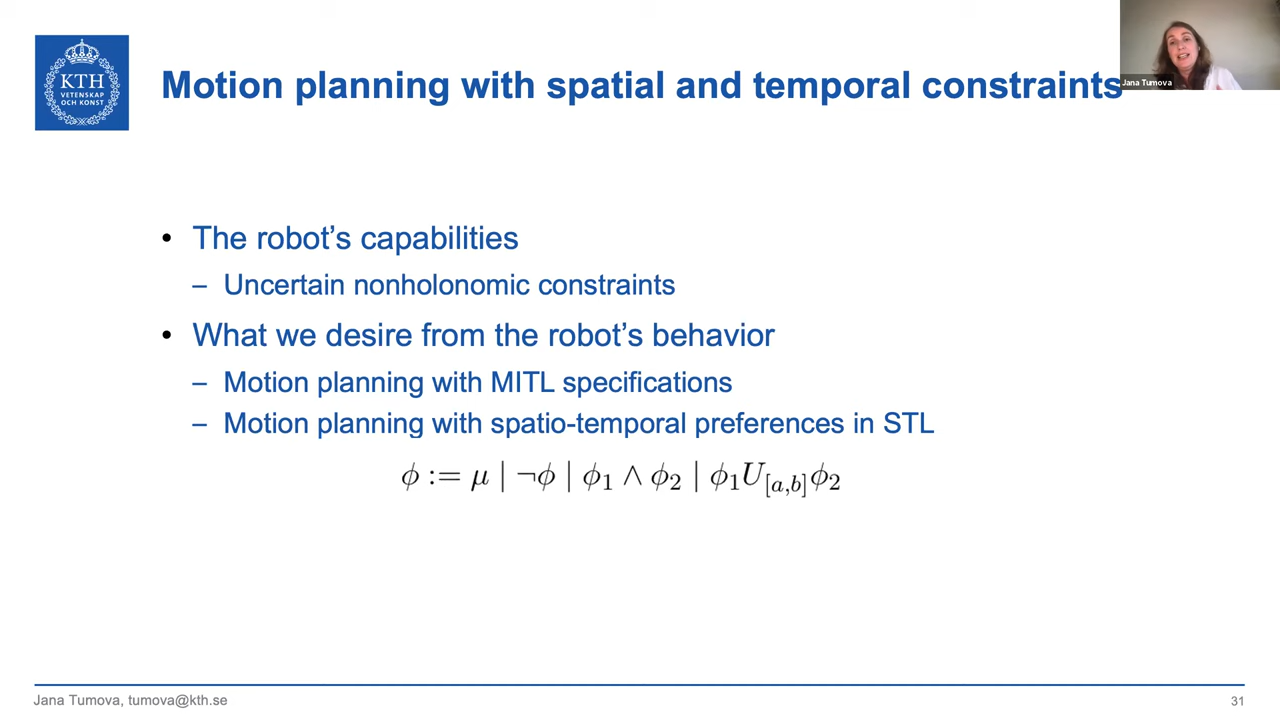 KTH
VETENSKAP
OCH KONST
Motion planning with spatial and temporal constraints
Jana Tumova
• The robot's capabilities
– Uncertain nonholonomic constraints
• What we desire from the robot's behavior
– Motion planning with MITL specifications
– Motion planning with spatio-temporal preferences in STL
ϕ := μ | ¬ϕ | ϕ₁ ∧ ϕ₂ | ϕ₁U[a,b]ϕ₂
Jana Tumova, tumova@kth.se
31